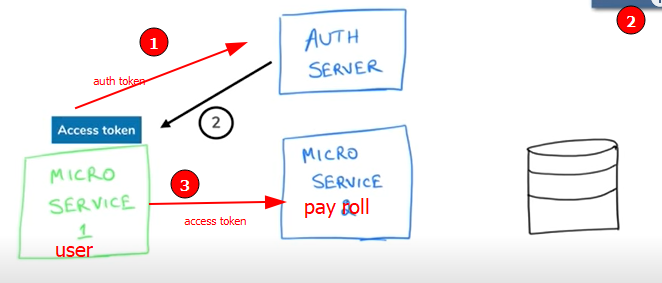 2
1
AUTH
SERVER
auth token
2
Access token
MICRO
SERVICE
1
user
3
access token
MICRO
SERVICE
pay roll